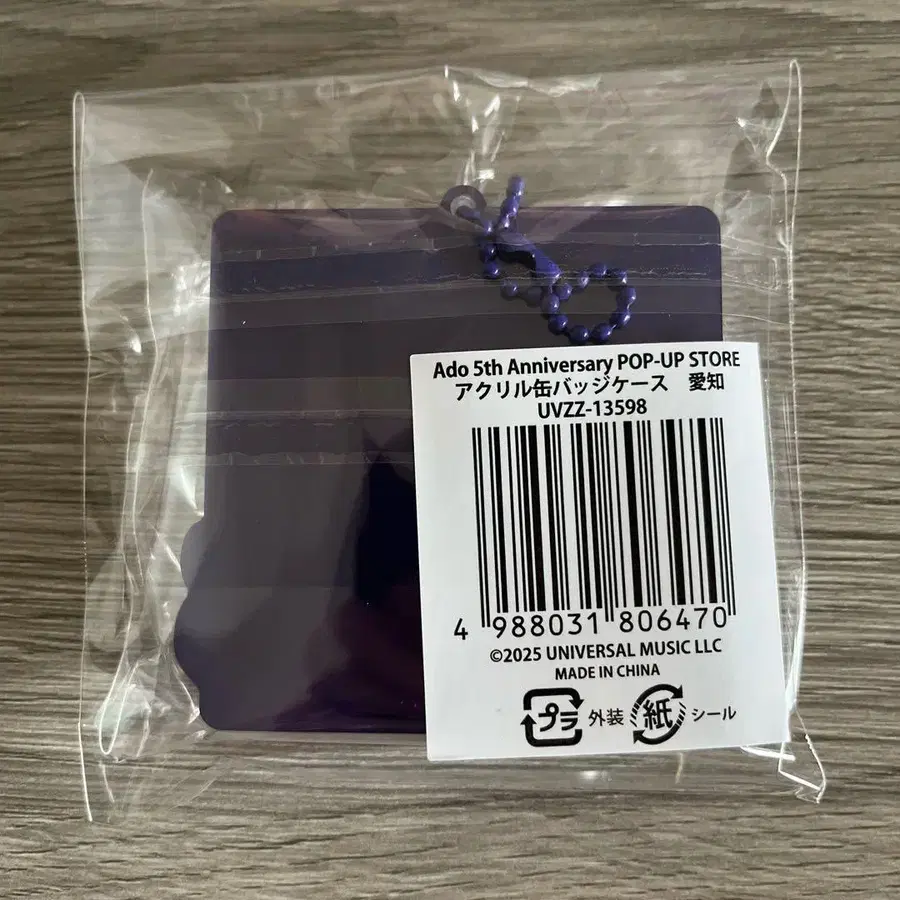 Ado 5th Anniversary POP-UP STORE
アクリル缶バッジケース　愛知
UVZZ-13598
4 988031 806470
©2025 UNIVERSAL MUSIC LLC
MADE IN CHINA
プラ 外装 紙 シール